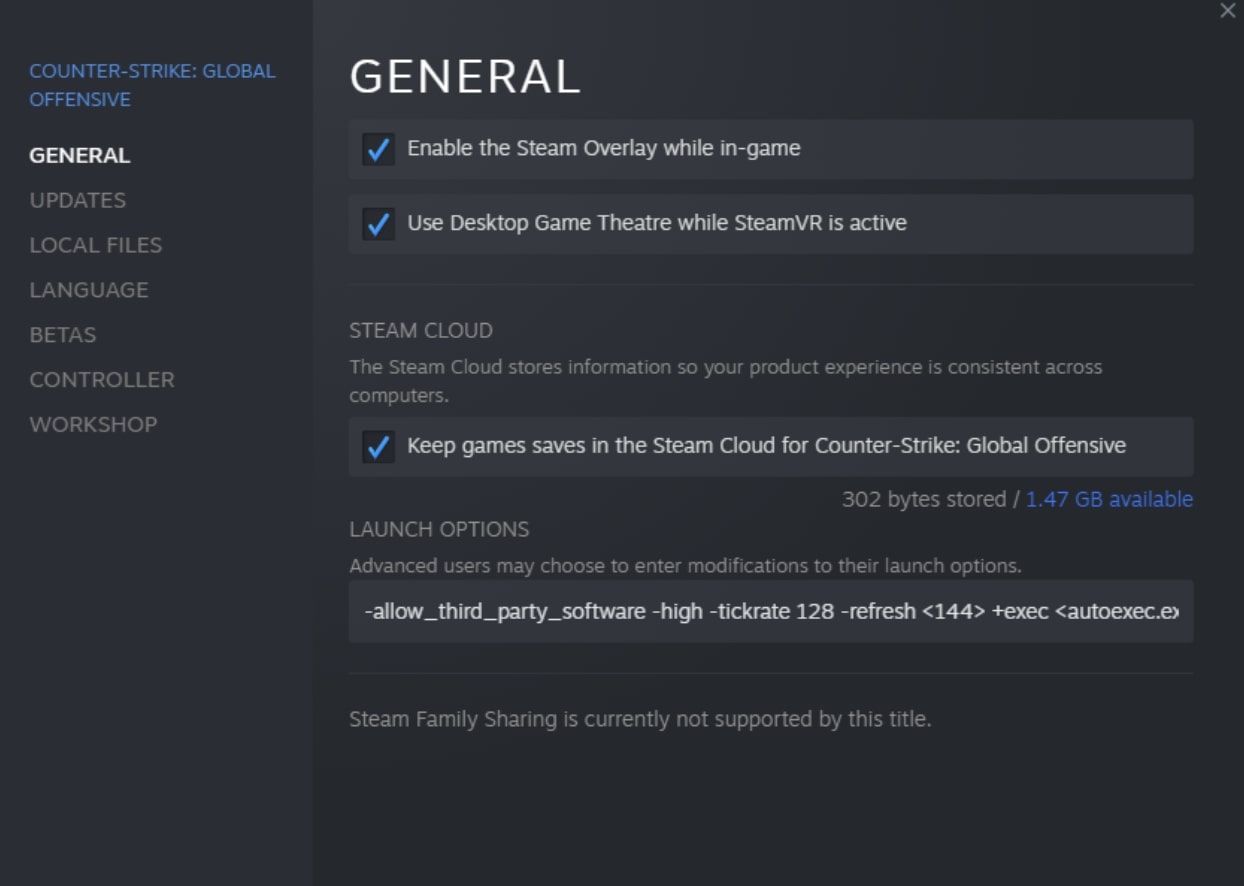 COUNTER-STRIKE: GLOBAL
OFFENSIVE
GENERAL
UPDATES
LOCAL FILES
LANGUAGE
BETAS
CONTROLLER
WORKSHOP
GENERAL
Enable the Steam Overlay while in-game
Use Desktop Game Theatre while SteamVR is active
STEAM CLOUD
The Steam Cloud stores information so your product experience is consistent across
computers.
Keep games saves in the Steam Cloud for Counter-Strike: Global Offensive
302 bytes stored / 1.47 GB available
LAUNCH OPTIONS
Advanced users may choose to enter modifications to their launch options.
-allow_third_party_software -high -tickrate 128 -refresh <144> +exec <autoexec.ex
Steam Family Sharing is currently not supported by this title.